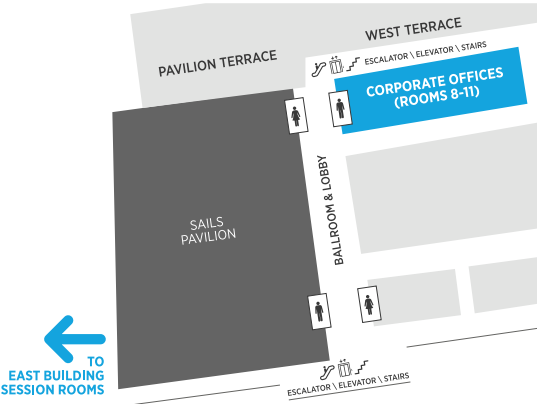 WEST TERRACE
PAVILION TERRACE
ESCALATOR \ ELEVATOR \ STAIRS
CORPORATE OFFICES
(ROOMS 8-11)
BALLROOM & LOBBY
SAILS
PAVILION
TO
EAST BUILDING
SESSION ROOMS
ESCALATOR \ ELEVATOR \ STAIRS